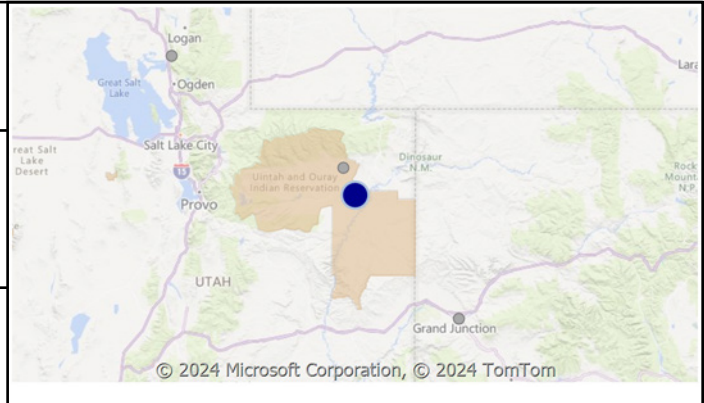 Logan
Great Salt
Lake
Ogden
Lara
reat Salt
Lake
Desert
Salt Lake City
15
Provo
Uintah and Ouray
Indian Reservation
Dinosaur
N.M.
Rock
Mount
N.P.
UTAH
Grand Junction
© 2024 Microsoft Corporation, © 2024 TomTom